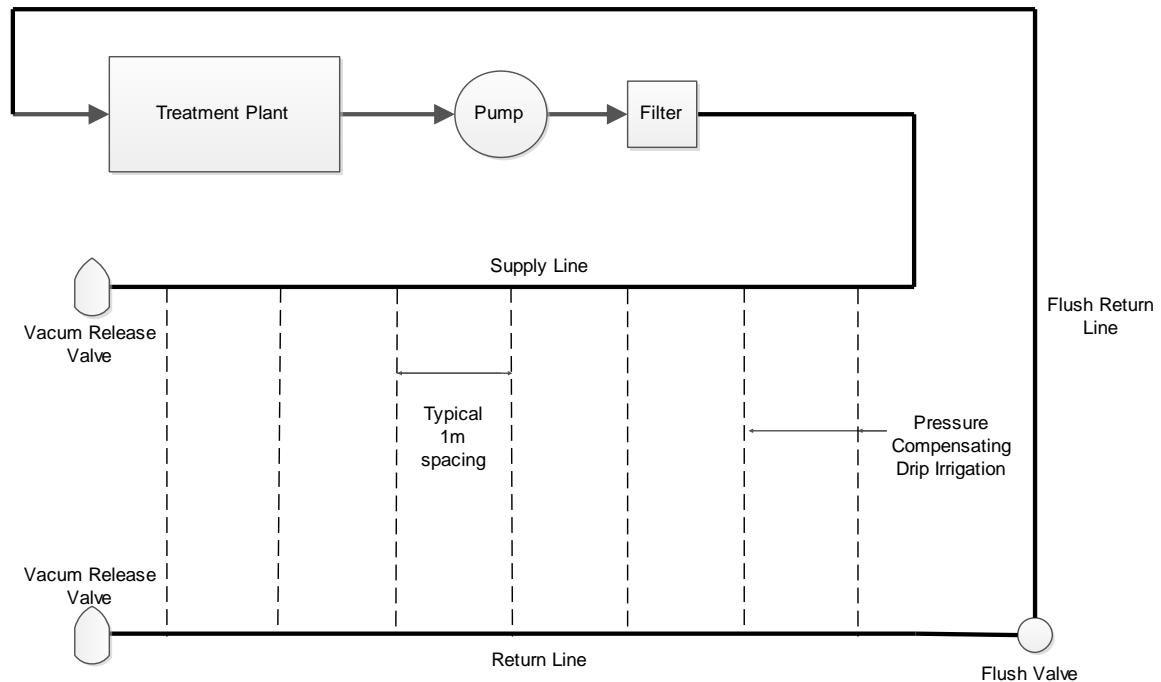 Treatment Plant
Pump
Filter
Supply Line
Vacum Release
Valve
Flush Return
Line
Typical
1m
spacing
Pressure
Compensating
Drip Irrigation
Vacum Release
Valve
Return Line
Flush Valve